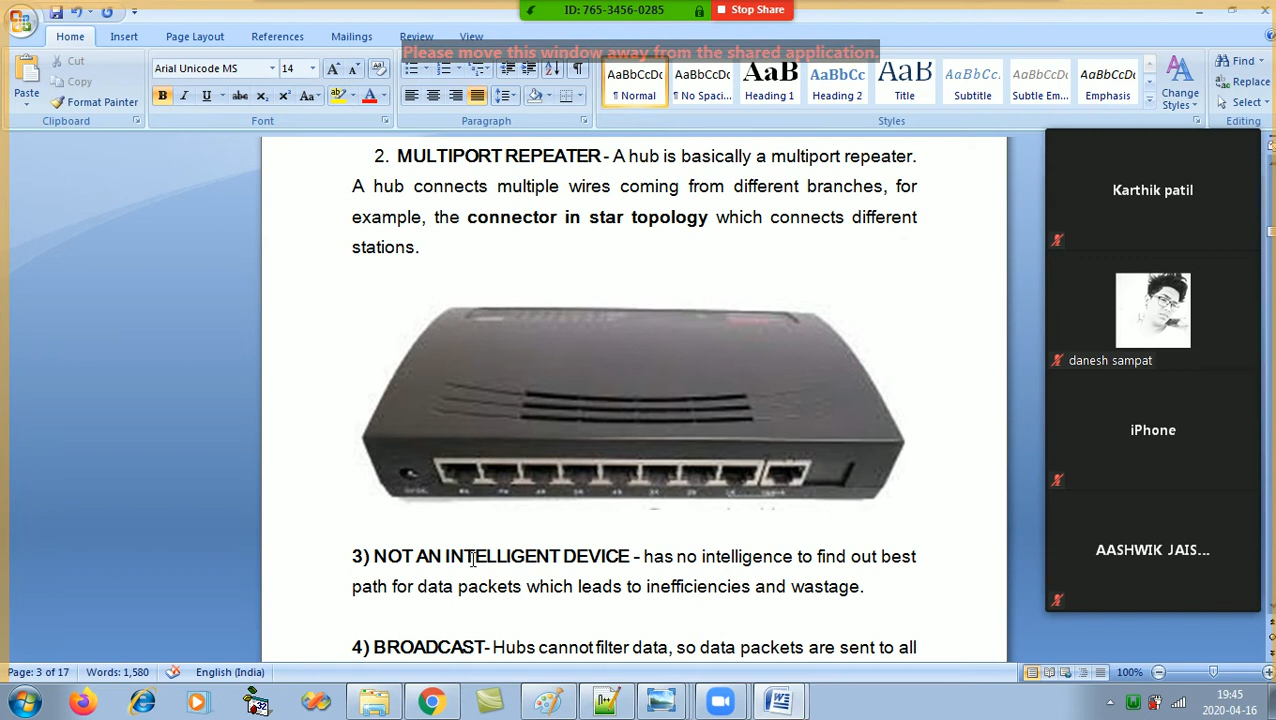 ID: 765-3456-0285
Stop Share
Home Insert Page Layout References Mailings Review View
Please move this window away from the shared application.
Paste
Cut
Copy
Format Painter
Clipboard
Arial Unicode MS 14
B I U abc x₂ x² Aa
Font
Paragraph
AaBbCcDc AaBbCcDc AaB AaBbCc AaB AaBbCc. AaBbCcDc AaBbCcDc
¶ Normal ¶ No Spaci... Heading 1 Heading 2 Title Subtitle Subtle Em... Emphasis
Change Styles
Styles
Find
Replace
Select
Editing
2. MULTIPORT REPEATER - A hub is basically a multiport repeater.
A hub connects multiple wires coming from different branches, for
example, the connector in star topology which connects different
stations.
3) NOT AN INTELLIGENT DEVICE - has no intelligence to find out best
path for data packets which leads to inefficiencies and wastage.
4) BROADCAST- Hubs cannot filter data, so data packets are sent to all
Karthik patil
danesh sampat
iPhone
AASHWIK JAIS...
Page: 3 of 17 Words: 1,580 English (India) 100%
19:45
2020-04-16